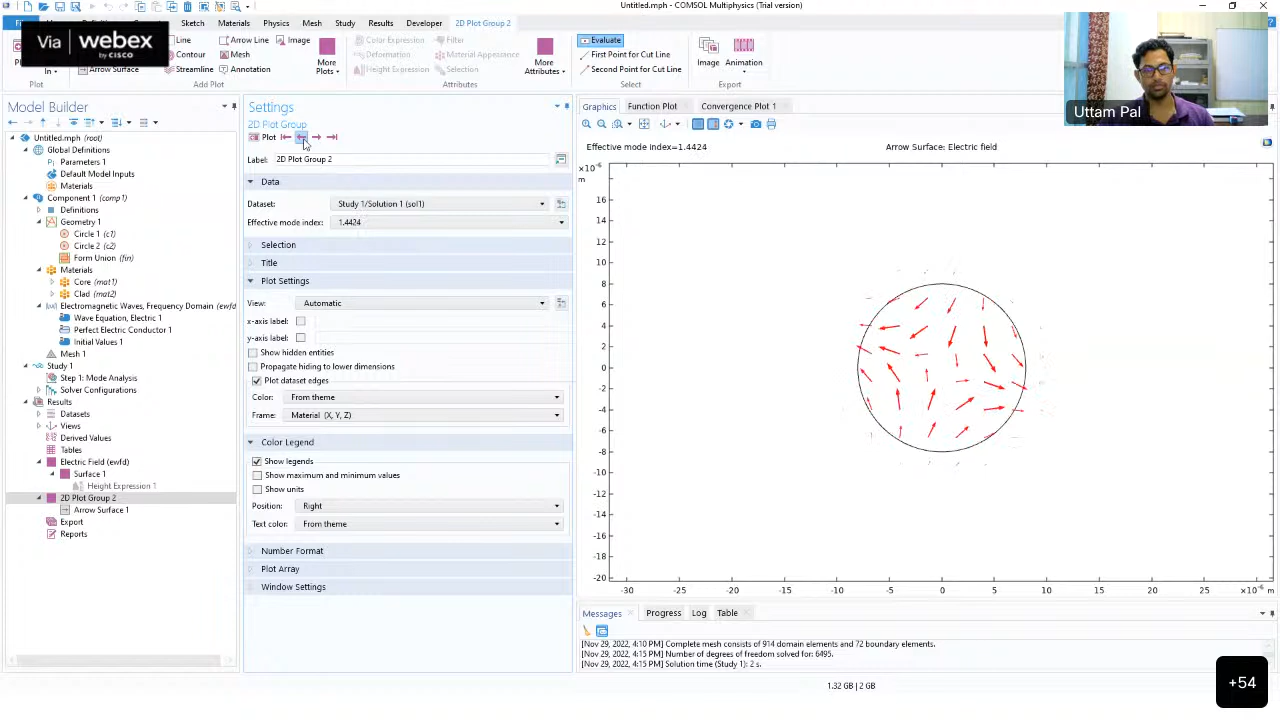 Untitled.mph - COMSOL Multiphysics (Trial version)
Sketch Materials Physics Mesh Study Results Developer 2D Plot Group 2
Via webex
by CISCO
Line Arrow Line Image
Contour Mesh
Arrow Surface Streamline Annotation
More
Plots
Color Expression Filter
Deformation Material Appearance
Height Expression Selection
More
Attributes
Evaluate
First Point for Cut Line
Second Point for Cut Line
Image Animation
Plot Add Plot Attributes Select Export
Model Builder
Untitled.mph (root)
Global Definitions
Parameters 1
Default Model Inputs
Materials
Component 1 (comp1)
Definitions
Geometry 1
Circle 1 (c1)
Circle 2 (c2)
Form Union (fin)
Materials
Core (mat1)
Clad (mat2)
Electromagnetic Waves, Frequency Domain (ewfd
Wave Equation, Electric 1
Perfect Electric Conductor 1
Initial Values 1
Mesh 1
Study 1
Step 1: Mode Analysis
Solver Configurations
Results
Datasets
Views
Derived Values
Tables
Electric Field (ewfd)
Surface 1
Height Expression 1
2D Plot Group 2
Arrow Surface 1
Export
Reports
Settings
2D Plot Group
Plot
Label: 2D Plot Group 2
Data
Dataset: Study 1/Solution 1 (sol1)
Effective mode index: 1.4424
Selection
Title
Plot Settings
View: Automatic
x-axis label:
y-axis label:
Show hidden entities
Propagate hiding to lower dimensions
Plot dataset edges
Color: From theme
Frame: Material (X, Y, Z)
Color Legend
Show legends
Show maximum and minimum values
Show units
Position: Right
Text color: From theme
Number Format
Plot Array
Window Settings
Graphics Function Plot Convergence Plot 1
Effective mode index=1.4424 Arrow Surface: Electric field
×10⁻⁶
m
16
14
12
10
8
6
4
2
0
-2
-4
-6
-8
-10
-12
-14
-16
-18
-20
-30 -25 -20 -15 -10 -5 0 5 10 15 20 25 ×10⁻⁶ m
Messages Progress Log Table
[Nov 29, 2022, 4:10 PM] Complete mesh consists of 914 domain elements and 72 boundary elements.
[Nov 29, 2022, 4:15 PM] Number of degrees of freedom solved for: 6495.
[Nov 29, 2022, 4:15 PM] Solution time (Study 1): 2 s.
1.32 GB | 2 GB
Uttam Pal
+54